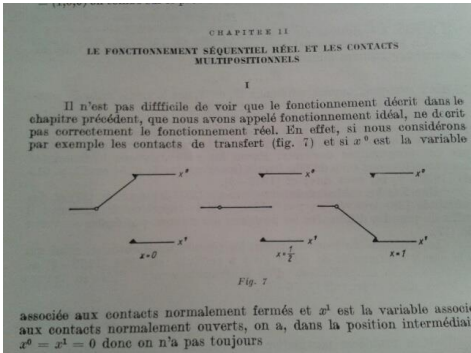 CHAPITRE II
LE FONCTIONNEMENT SÉQUENTIEL RÉEL ET LES CONTACTS
MULTIPOSITIONNELS
I
Il n'est pas diffficile de voir que le fonctionnement décrit dans le
chapitre précédent, que nous avons appelé fonctionnement idéal, ne décrit
pas correctement le fonctionnement réel. En effet, si nous considérons
par exemple les contacts de transfert (fig. 7) et si x⁰ est la variable
x⁰ x⁰ x⁰
x¹ x¹ x¹
x=0 x=1/2 x=1
Fig. 7
associée aux contacts normalement fermés et x¹ est la variable associé
aux contacts normalement ouverts, on a, dans la position intermédiai
x⁰ = x¹ = 0 donc on n'a pas toujours